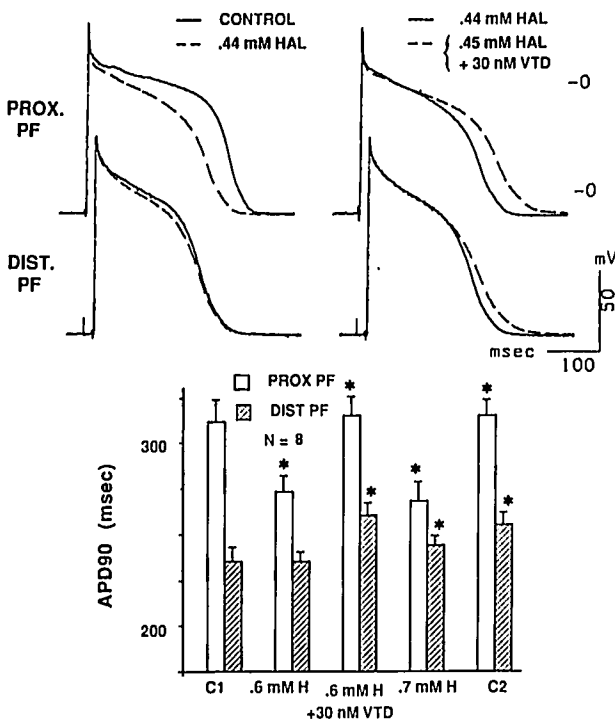 CONTROL
.44 mM HAL
.44 mM HAL
.45 mM HAL
+ 30 nM VTD
PROX.
PF
-0
-0
DIST.
PF
mV
50
msec
100
PROX PF
DIST PF
N = 8
* * * * * * *
300
200
APD90 (msec)
C1 .6 mM H .6 mM H .7 mM H C2
+30 nM VTD